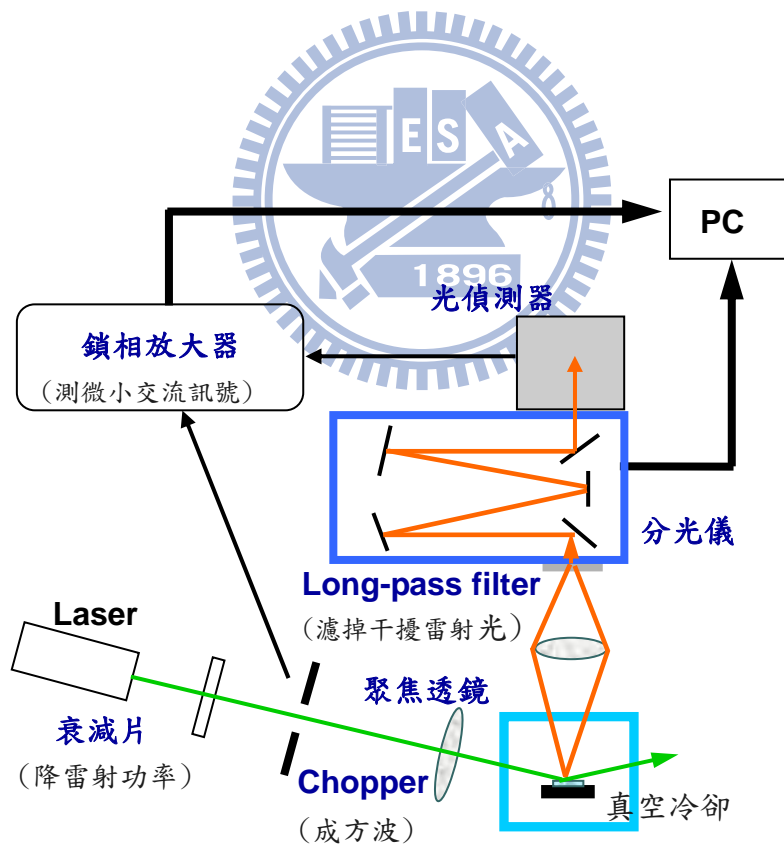 E S A
1896
PC
光偵測器
鎖相放大器
（測微小交流訊號）
分光儀
Long-pass filter
（濾掉干擾雷射光）
Laser
聚焦透鏡
衰減片
（降雷射功率）
Chopper
（成方波）
真空冷卻